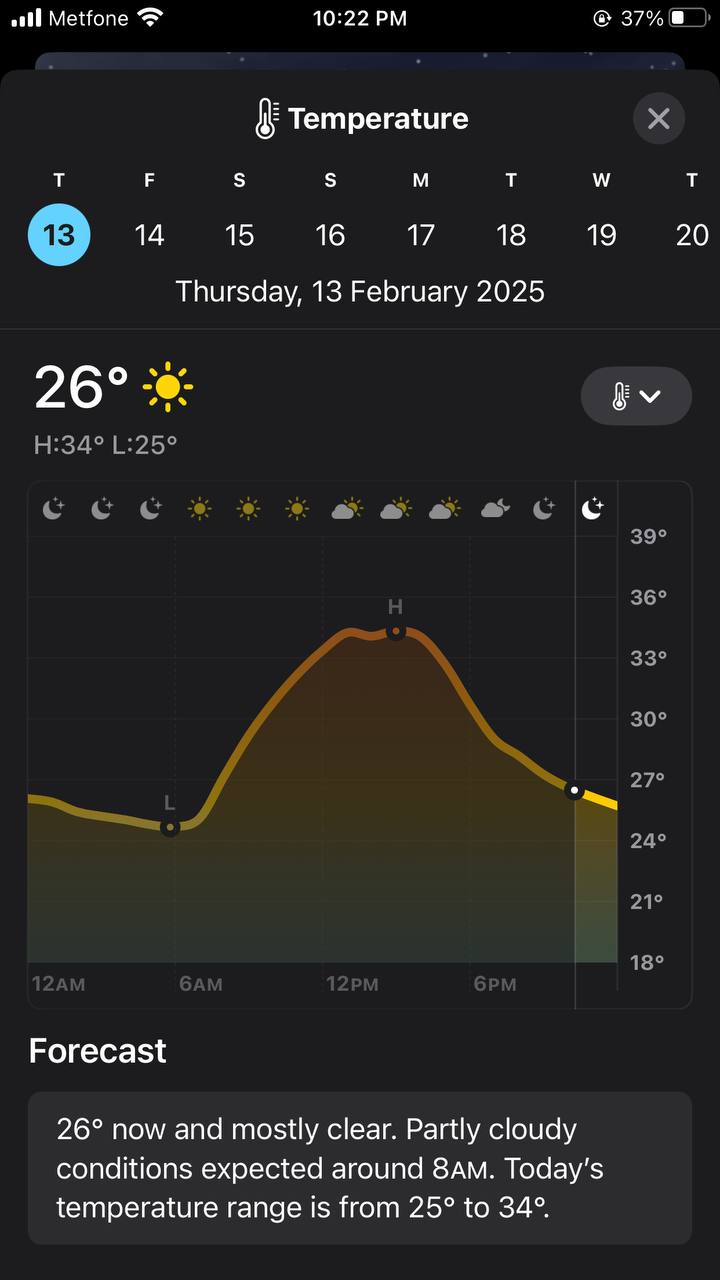 Metfone 10:22 PM 37%
Temperature
T F S S M T W T
13 14 15 16 17 18 19 20
Thursday, 13 February 2025
26°
H:34° L:25°
39°
36°
H
33°
30°
27°
L
24°
21°
18°
12AM 6AM 12PM 6PM
Forecast
26° now and mostly clear. Partly cloudy
conditions expected around 8AM. Today’s
temperature range is from 25° to 34°.